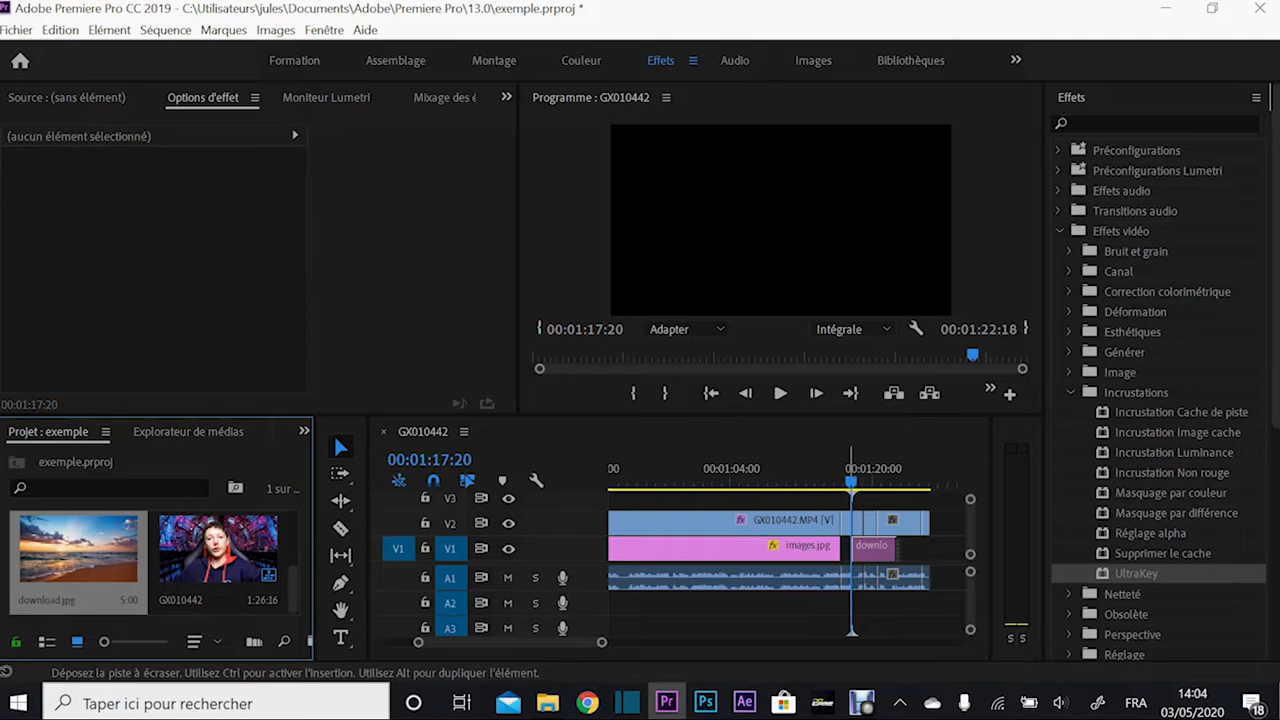 Adobe Premiere Pro CC 2019 - C:\Utilisateurs\jules\Documents\Adobe\Premiere Pro\13.0\exemple.prproj *
Fichier Edition Elément Séquence Marques Images Fenêtre Aide
Formation Assemblage Montage Couleur Effets Audio Images Bibliothèques
Source : (sans élément) Options d'effet Moniteur Lumetri Mixage des é
(aucun élément sélectionné)
00:01:17:20
Programme : GX010442
00:01:17:20 Adapter Intégrale 00:01:22:18
Effets
Préconfigurations
Préconfigurations Lumetri
Effets audio
Transitions audio
Effets vidéo
Bruit et grain
Canal
Correction colorimétrique
Déformation
Esthétiques
Générer
Image
Incrustations
Incrustation Cache de piste
Incrustation Image cache
Incrustation Luminance
Incrustation Non rouge
Masquage par couleur
Masquage par différence
Réglage alpha
Supprimer le cache
UltraKey
Netteté
Obsolète
Perspective
Réglage
Projet : exemple Explorateur de médias
exemple.prproj
1 sur ...
download.jpg 5:00 GX010442 1:26:16
GX010442
00:01:17:20
00 00:01:04:00 00:01:20:00
V3
V2 fx GX010442.MP4 [V] fx
V1 V1 fx images.jpg downlo
A1 M S fx
A2 M S
A3 M S
S S
Déposez la piste à écraser. Utilisez Ctrl pour activer l'insertion. Utilisez Alt pour dupliquer l'élément.
Taper ici pour rechercher
Pr Ps Ae FRA
14:04
03/05/2020
18